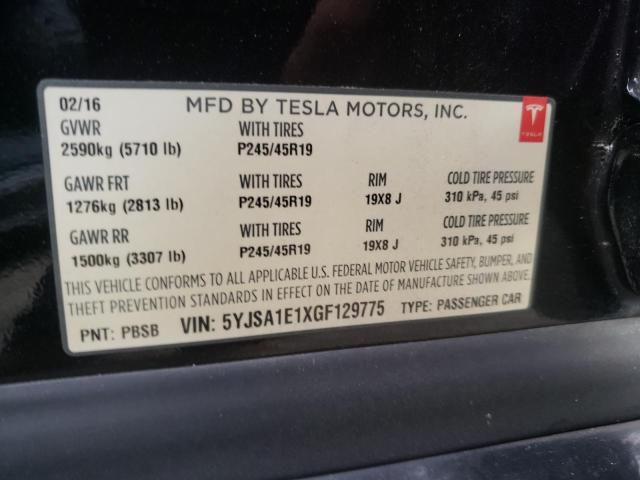 02/16 MFD BY TESLA MOTORS, INC.
GVWR WITH TIRES TESLA
2590kg (5710 lb) P245/45R19
GAWR FRT WITH TIRES RIM COLD TIRE PRESSURE
1276kg (2813 lb) P245/45R19 19X8 J 310 kPa, 45 psi
GAWR RR WITH TIRES RIM COLD TIRE PRESSURE
1500kg (3307 lb) P245/45R19 19X8 J 310 kPa, 45 psi
THIS VEHICLE CONFORMS TO ALL APPLICABLE U.S. FEDERAL MOTOR VEHICLE SAFETY, BUMPER, AND
THEFT PREVENTION STANDARDS IN EFFECT ON THE DATE OF MANUFACTURE SHOWN ABOVE.
PNT: PBSB VIN: 5YJSA1E1XGF129775 TYPE: PASSENGER CAR